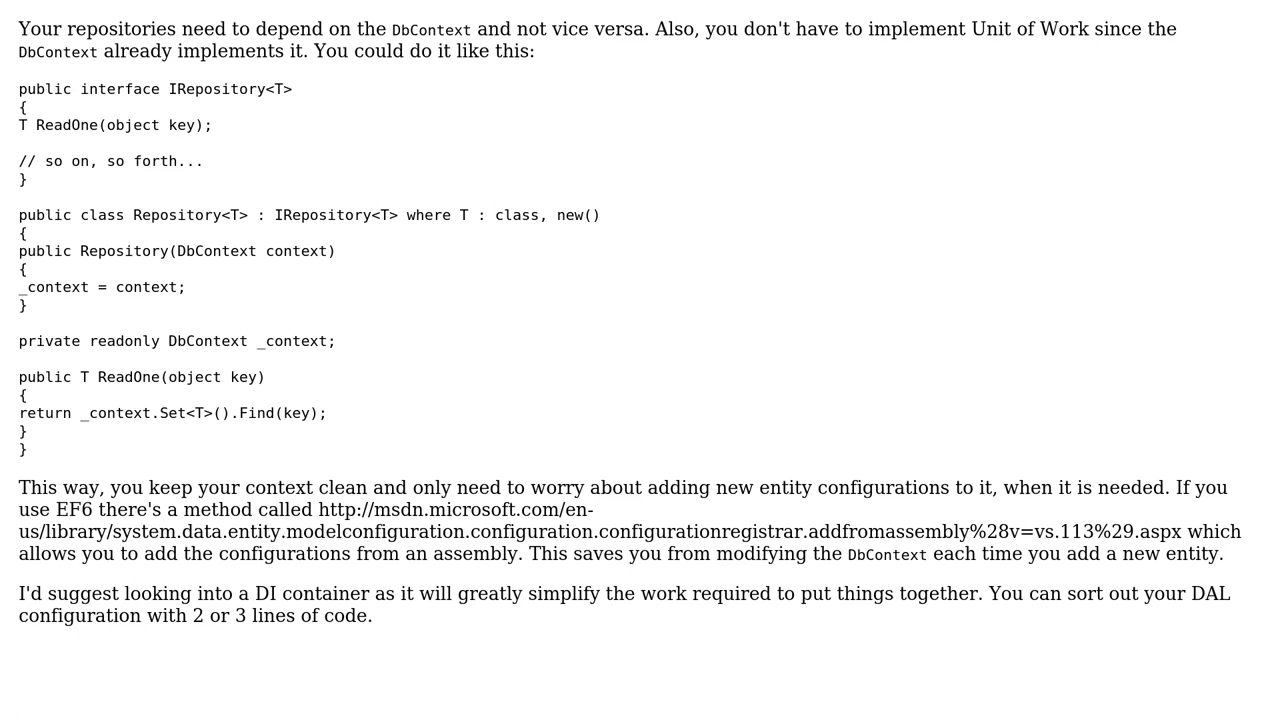 Your repositories need to depend on the DbContext and not vice versa. Also, you don't have to implement Unit of Work since the
DbContext already implements it. You could do it like this:
public interface IRepository<T>
{
T ReadOne(object key);
// so on, so forth...
}
public class Repository<T> : IRepository<T> where T : class, new()
{
public Repository(DbContext context)
{
_context = context;
}
private readonly DbContext _context;
public T ReadOne(object key)
{
return _context.Set<T>().Find(key);
}
}
This way, you keep your context clean and only need to worry about adding new entity configurations to it, when it is needed. If you
use EF6 there's a method called http://msdn.microsoft.com/en-
us/library/system.data.entity.modelconfiguration.configuration.configurationregistrar.addfromassembly%28v=vs.113%29.aspx which
allows you to add the configurations from an assembly. This saves you from modifying the DbContext each time you add a new entity.
I'd suggest looking into a DI container as it will greatly simplify the work required to put things together. You can sort out your DAL
configuration with 2 or 3 lines of code.